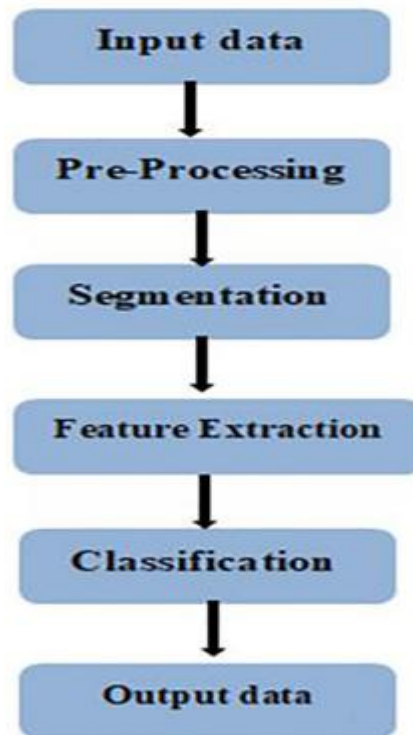 Input data
Pre-Processing
Segmentation
Feature Extraction
Classification
Output data